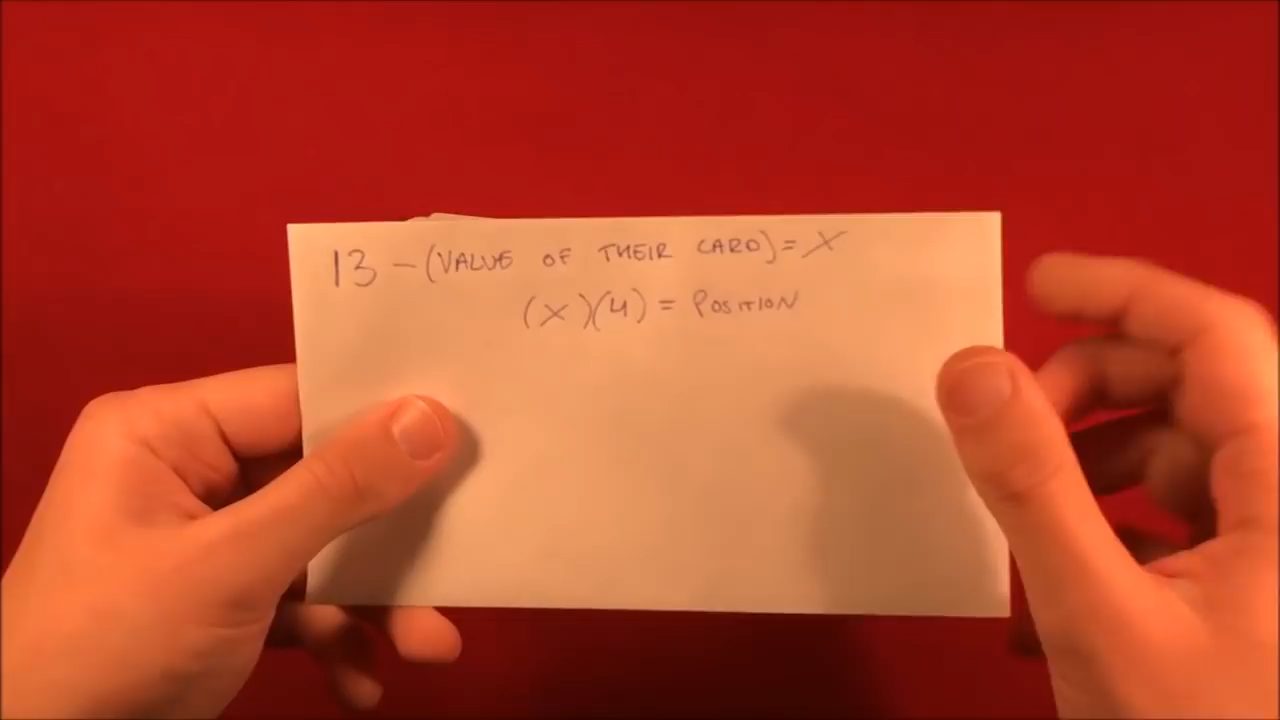 13 - (VALUE OF THEIR CARD) = X
(X)(4) = POSITION